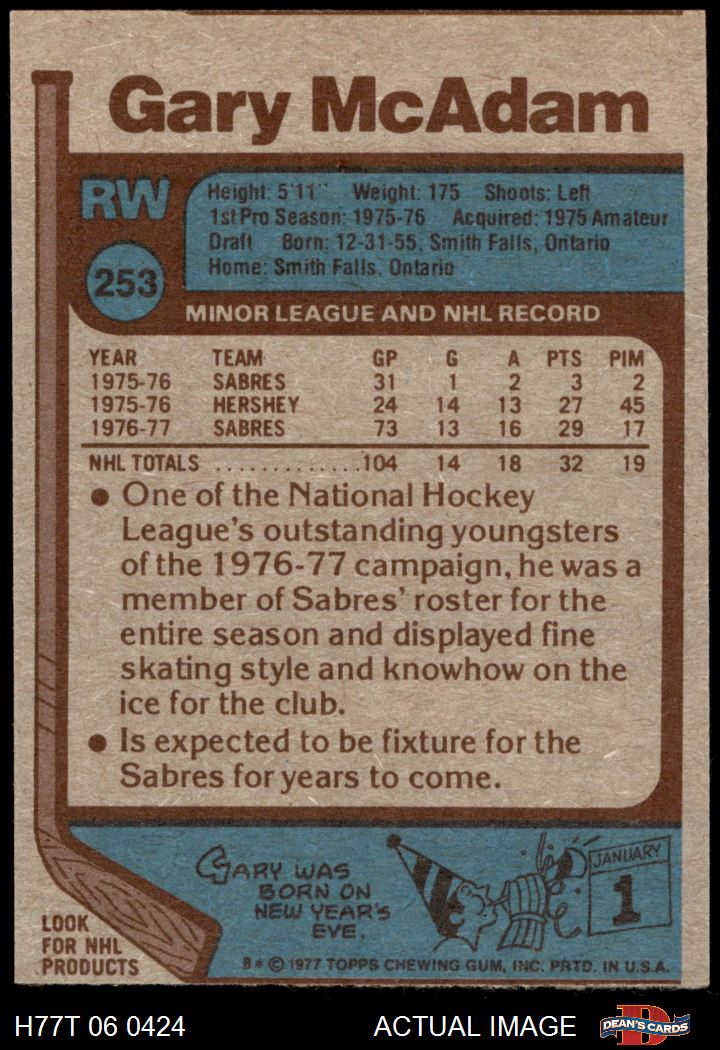 Gary McAdam
RW
253
Height: 5'11" Weight: 175 Shoots: Left
1st Pro Season: 1975-76 Acquired: 1975 Amateur
Draft Born: 12-31-55, Smith Falls, Ontario
Home: Smith Falls, Ontario
MINOR LEAGUE AND NHL RECORD
YEAR TEAM GP G A PTS PIM
1975-76 SABRES 31 1 2 3 2
1975-76 HERSHEY 24 14 13 27 45
1976-77 SABRES 73 13 16 29 17
NHL TOTALS .............104 14 18 32 19
● One of the National Hockey
League's outstanding youngsters
of the 1976-77 campaign, he was a
member of Sabres' roster for the
entire season and displayed fine
skating style and knowhow on the
ice for the club.
● Is expected to be fixture for the
Sabres for years to come.
GARY WAS
BORN ON
NEW YEAR'S
EVE.
JANUARY
1
LOOK
FOR NHL
PRODUCTS
B * © 1977 TOPPS CHEWING GUM, INC. PRTD. IN U.S.A.
H77T 06 0424
ACTUAL IMAGE
D
DEAN'S CARDS